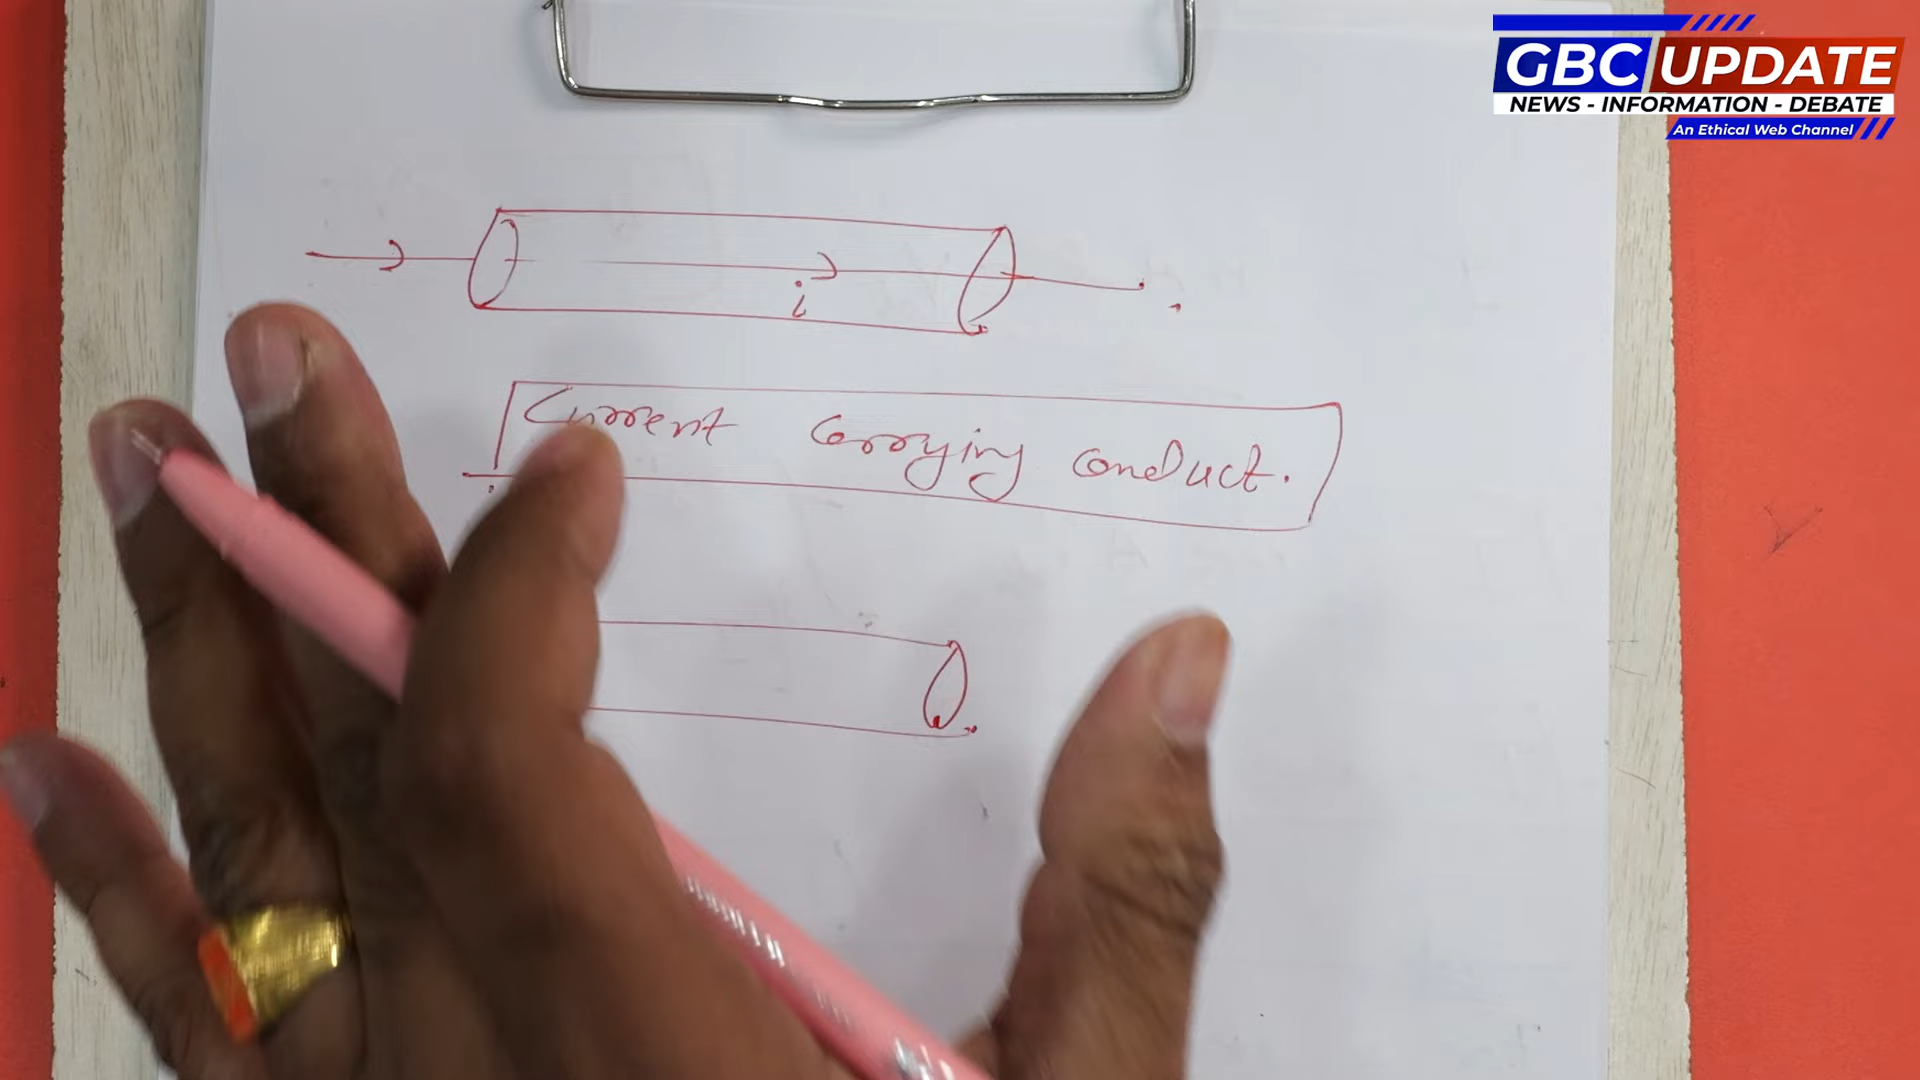 GBC UPDATE
NEWS - INFORMATION - DEBATE
An Ethical Web Channel
i
Current Carrying conduct.